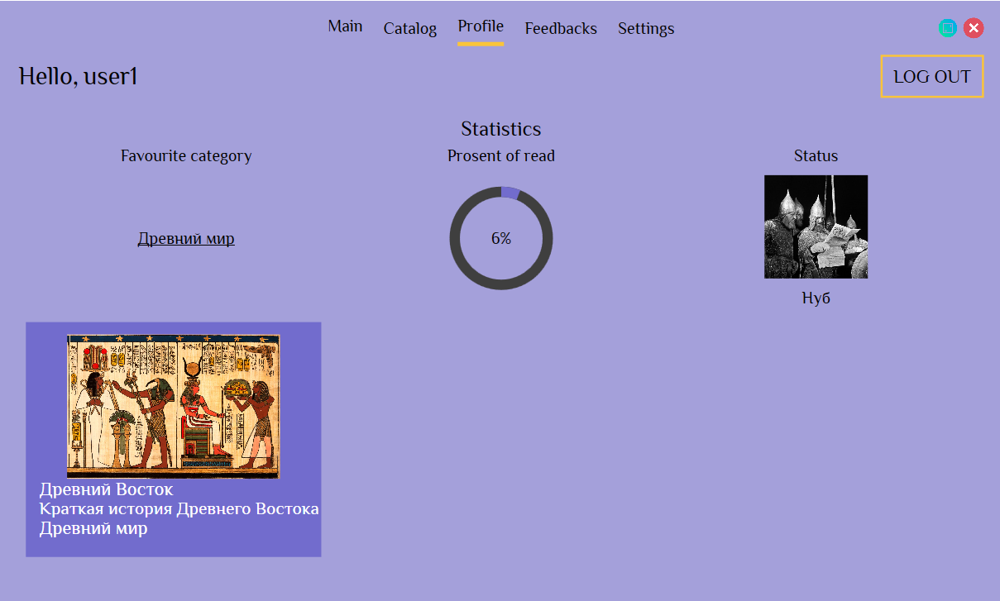 Main Catalog Profile Feedbacks Settings
Hello, user1
LOG OUT
Statistics
Favourite category
Prosent of read
Status
Древний мир
6%
Нуб
Древний Восток
Краткая история Древнего Востока
Древний мир